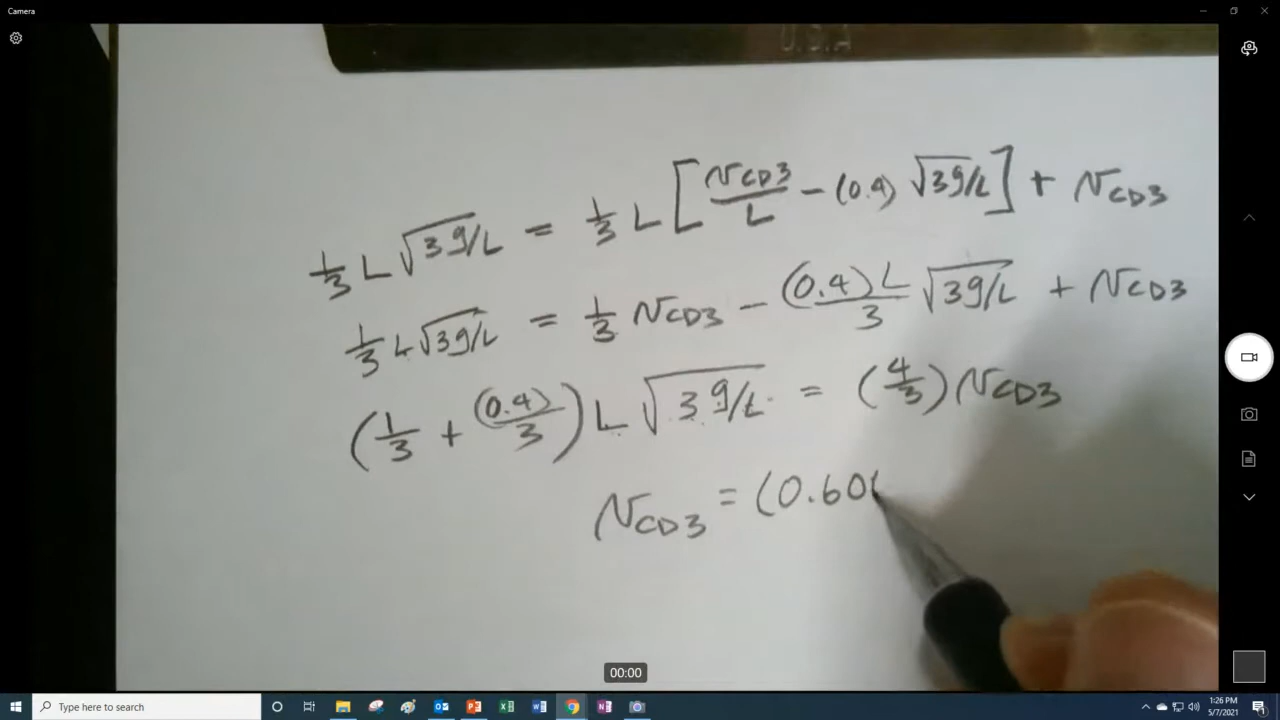 Camera
U.S.A
1/3 L √(3g/L) = 1/3 L [ v_CD3/L − (0.4) √(3g/L) ] + v_CD3
1/3 L √(3g/L) = 1/3 v_CD3 − (0.4)L/3 √(3g/L) + v_CD3
(1/3 + (0.4)/3) L √(3g/L) = (4/3) v_CD3
v_CD3 = (0.60
00:00
Type here to search
1:26 PM
5/7/2021